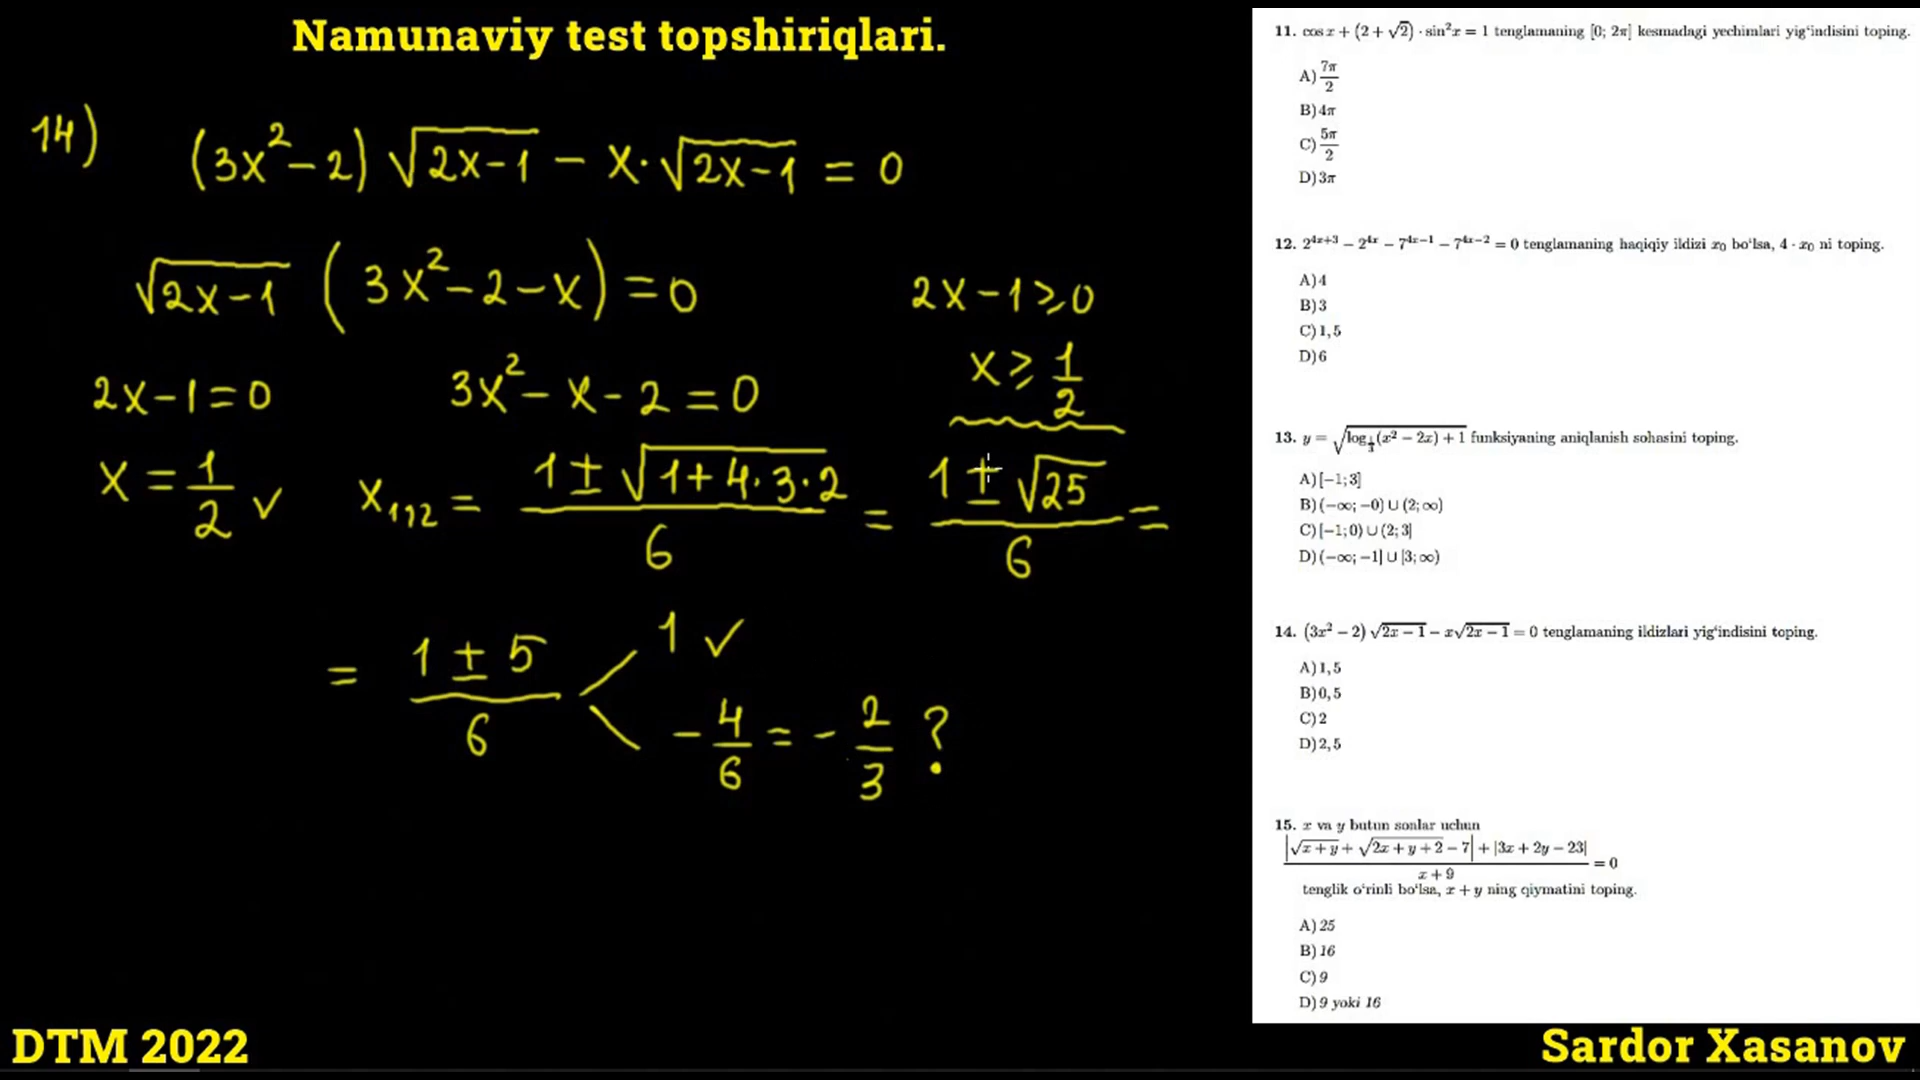 Namunaviy test topshiriqlari.
14) (3x² − 2) √(2x−1) − x·√(2x−1) = 0
√(2x−1) (3x² − 2 − x) = 0
2x − 1 ⩾ 0
x ⩾ 1/2
2x − 1 = 0
3x² − x − 2 = 0
x = 1/2 ✓
x₁,₂ = (1 ± √(1+4·3·2))/6 = (1 ± √25)/6 =
= (1 ± 5)/6 < 1 ✓
− 4/6 = − 2/3 ?
11. cos x + (2 + √2) · sin²x = 1 tenglamaning [0; 2π] kesmadagi yechimlari yig‘indisini toping.
A) 7π/2
B) 4π
C) 5π/2
D) 3π
12. 2^(4x+3) − 2^(4x) − 7^(4x−1) − 7^(4x−2) = 0 tenglamaning haqiqiy ildizi x₀ bo‘lsa, 4 · x₀ ni toping.
A) 4
B) 3
C) 1, 5
D) 6
13. y = √(log_(1/3)(x² − 2x) + 1) funksiyaning aniqlanish sohasini toping.
A) [−1; 3]
B) (−∞; −0) ∪ (2; ∞)
C) [−1; 0) ∪ (2; 3]
D) (−∞; −1] ∪ [3; ∞)
14. (3x² − 2) √(2x − 1) − x√(2x − 1) = 0 tenglamaning ildizlari yig‘indisini toping.
A) 1, 5
B) 0, 5
C) 2
D) 2, 5
15. x va y butun sonlar uchun
(|√(x + y) + √(2x + y + 2) − 7| + |3x + 2y − 23|)/(x + 9) = 0
tenglik o‘rinli bo‘lsa, x + y ning qiymatini toping.
A) 25
B) 16
C) 9
D) 9 yoki 16
DTM 2022
Sardor Xasanov